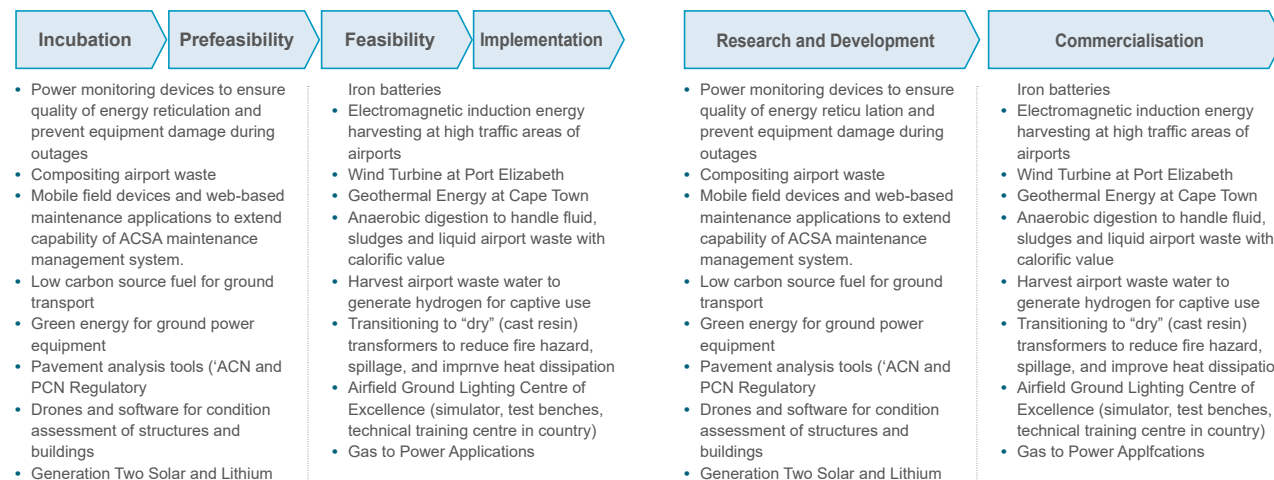 Incubation
Prefeasibility
Feasibility
Implementation
• Power monitoring devices to ensure
quality of energy reticulation and
prevent equipment damage during
outages
• Compositing airport waste
• Mobile field devices and web-based
maintenance applications to extend
capability of ACSA maintenance
management system.
• Low carbon source fuel for ground
transport
• Green energy for ground power
equipment
• Pavement analysis tools (‘ACN and
PCN Regulatory
• Drones and software for condition
assessment of structures and
buildings
• Generation Two Solar and Lithium
Iron batteries
• Electromagnetic induction energy
harvesting at high traffic areas of
airports
• Wind Turbine at Port Elizabeth
• Geothermal Energy at Cape Town
• Anaerobic digestion to handle fluid,
sludges and liquid airport waste with
calorific value
• Harvest airport waste water to
generate hydrogen for captive use
• Transitioning to “dry” (cast resin)
transformers to reduce fire hazard,
spillage, and imprnve heat dissipation
• Airfield Ground Lighting Centre of
Excellence (simulator, test benches,
technical training centre in country)
• Gas to Power Applications
Research and Development
Commercialisation
• Power monitoring devices to ensure
quality of energy reticu lation and
prevent equipment damage during
outages
• Compositing airport waste
• Mobile field devices and web-based
maintenance applications to extend
capability of ACSA maintenance
management system.
• Low carbon source fuel for ground
transport
• Green energy for ground power
equipment
• Pavement analysis tools (‘ACN and
PCN Regulatory
• Drones and software for condition
assessment of structures and
buildings
• Generation Two Solar and Lithium
Iron batteries
• Electromagnetic induction energy
harvesting at high traffic areas of
airports
• Wind Turbine at Port Elizabeth
• Geothermal Energy at Cape Town
• Anaerobic digestion to handle fluid,
sludges and liquid airport waste with
calorific value
• Harvest airport waste water to
generate hydrogen for captive use
• Transitioning to “dry” (cast resin)
transformers to reduce fire hazard,
spillage, and improve heat dissipatio
• Airfield Ground Lighting Centre of
Excellence (simulator, test benches,
technical training centre in country)
• Gas to Power Applfcations